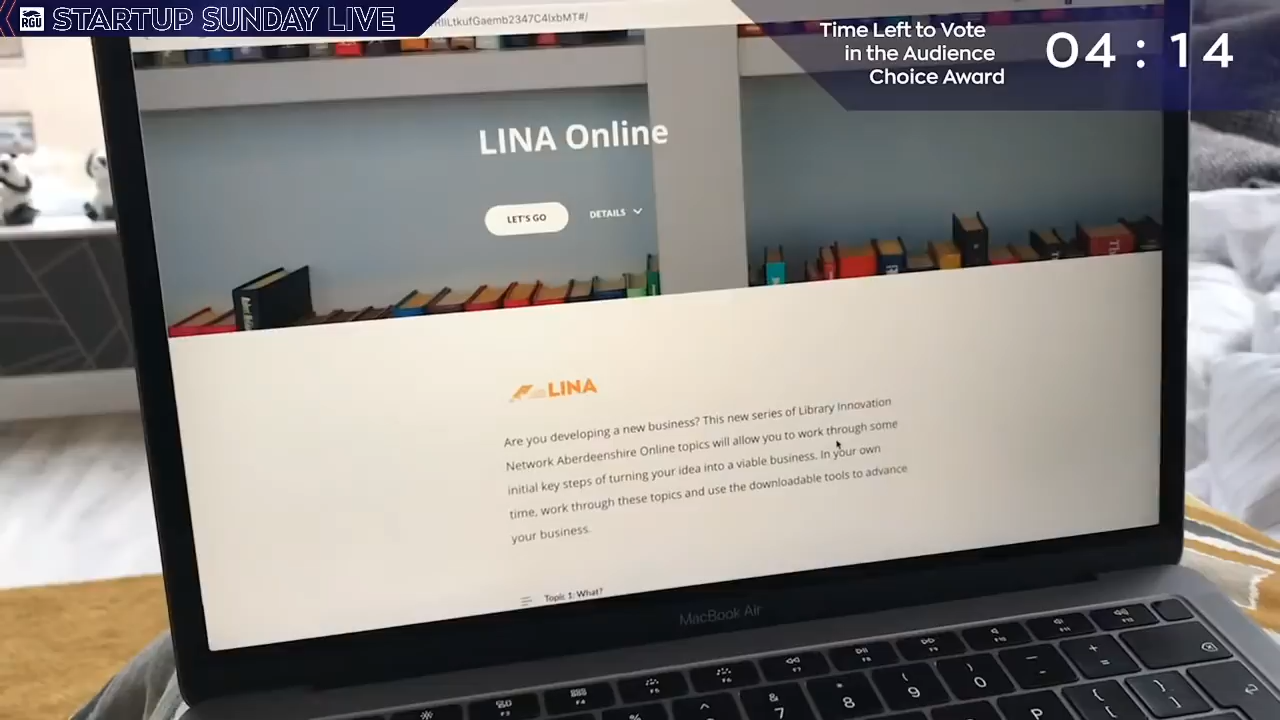 RGU
STARTUP SUNDAY LIVE
Time Left to Vote
in the Audience
Choice Award
04 : 14
LINA Online
LET'S GO
DETAILS
LINA
Are you developing a new business? This new series of Library Innovation
Network Aberdeenshire Online topics will allow you to work through some
initial key steps of turning your idea into a viable business. In your own
time, work through these topics and use the downloadable tools to advance
your business.
Topic 1: What?
MacBook Air